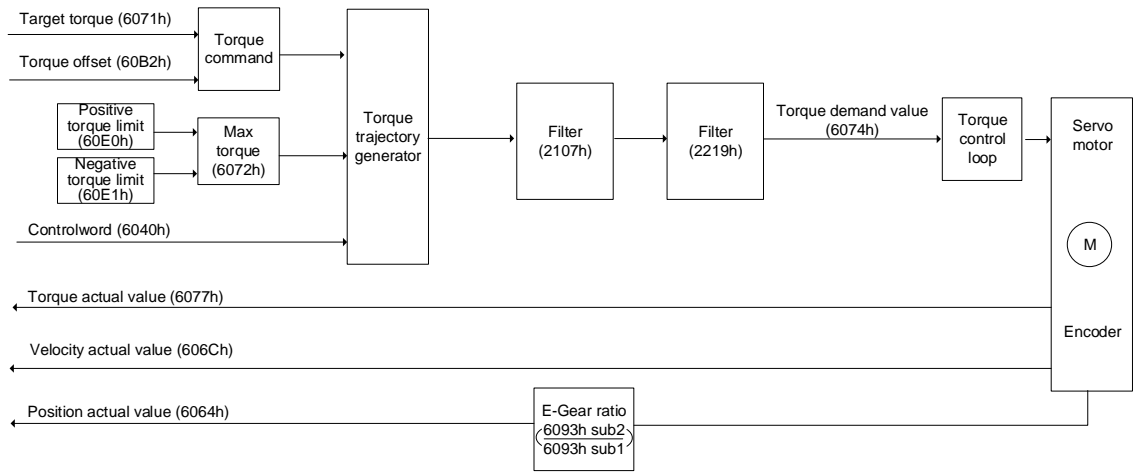 Target torque (6071h)
Torque offset (60B2h)
Torque
command
Positive
torque limit
(60E0h)
Negative
torque limit
(60E1h)
Max
torque
(6072h)
Controlword (6040h)
Torque
trajectory
generator
Filter
(2107h)
Filter
(2219h)
Torque demand value
(6074h)
Torque
control
loop
Servo
motor
M
Encoder
Torque actual value (6077h)
Velocity actual value (606Ch)
Position actual value (6064h)
E-Gear ratio
(6093h sub2
6093h sub1)